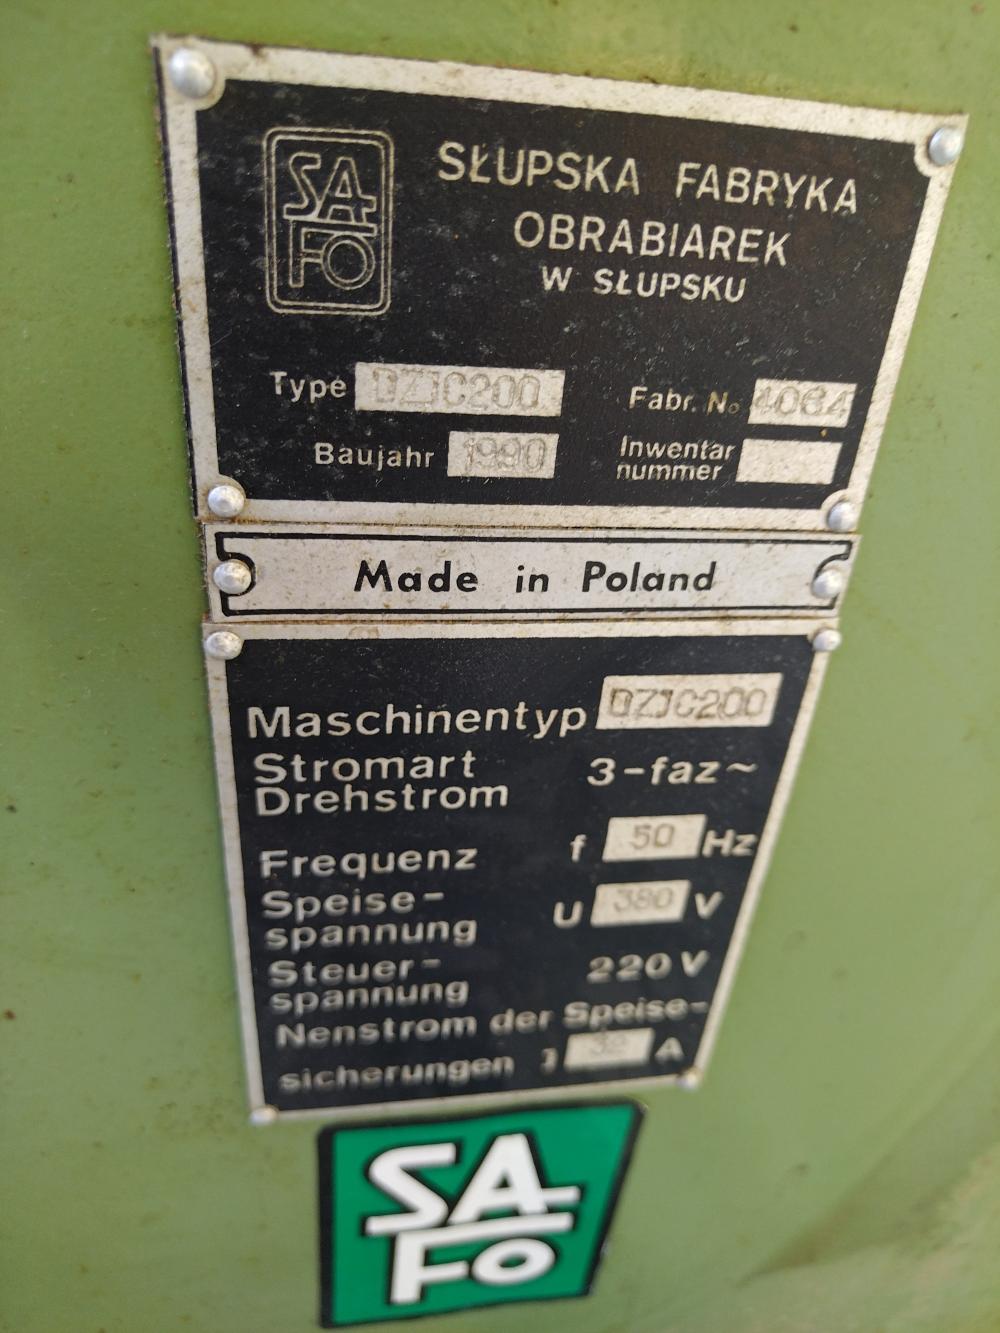 SA
FO
SŁUPSKA FABRYKA
OBRABIAREK
W SŁUPSKU
Type DZJC200 Fabr. No 4064
Baujahr 1990 Inwentar
nummer
Made in Poland
Maschinentyp DZJC200
Stromart 3-faz~
Drehstrom
Frequenz f 50 Hz
Speise-
spannung U 380 V
Steuer- 220V
spannung
Nenstrom der Speise-
sicherungen I 32 A
SA
FO